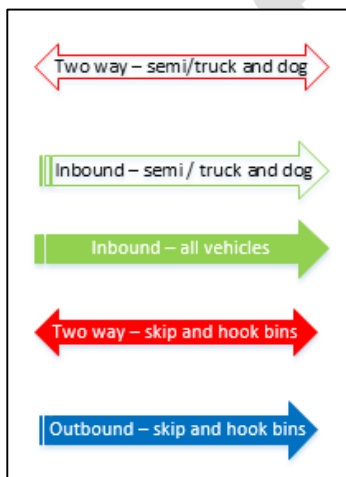 Two way – semi/truck and dog
Inbound – semi / truck and dog
Inbound – all vehicles
Two way – skip and hook bins
Outbound – skip and hook bins